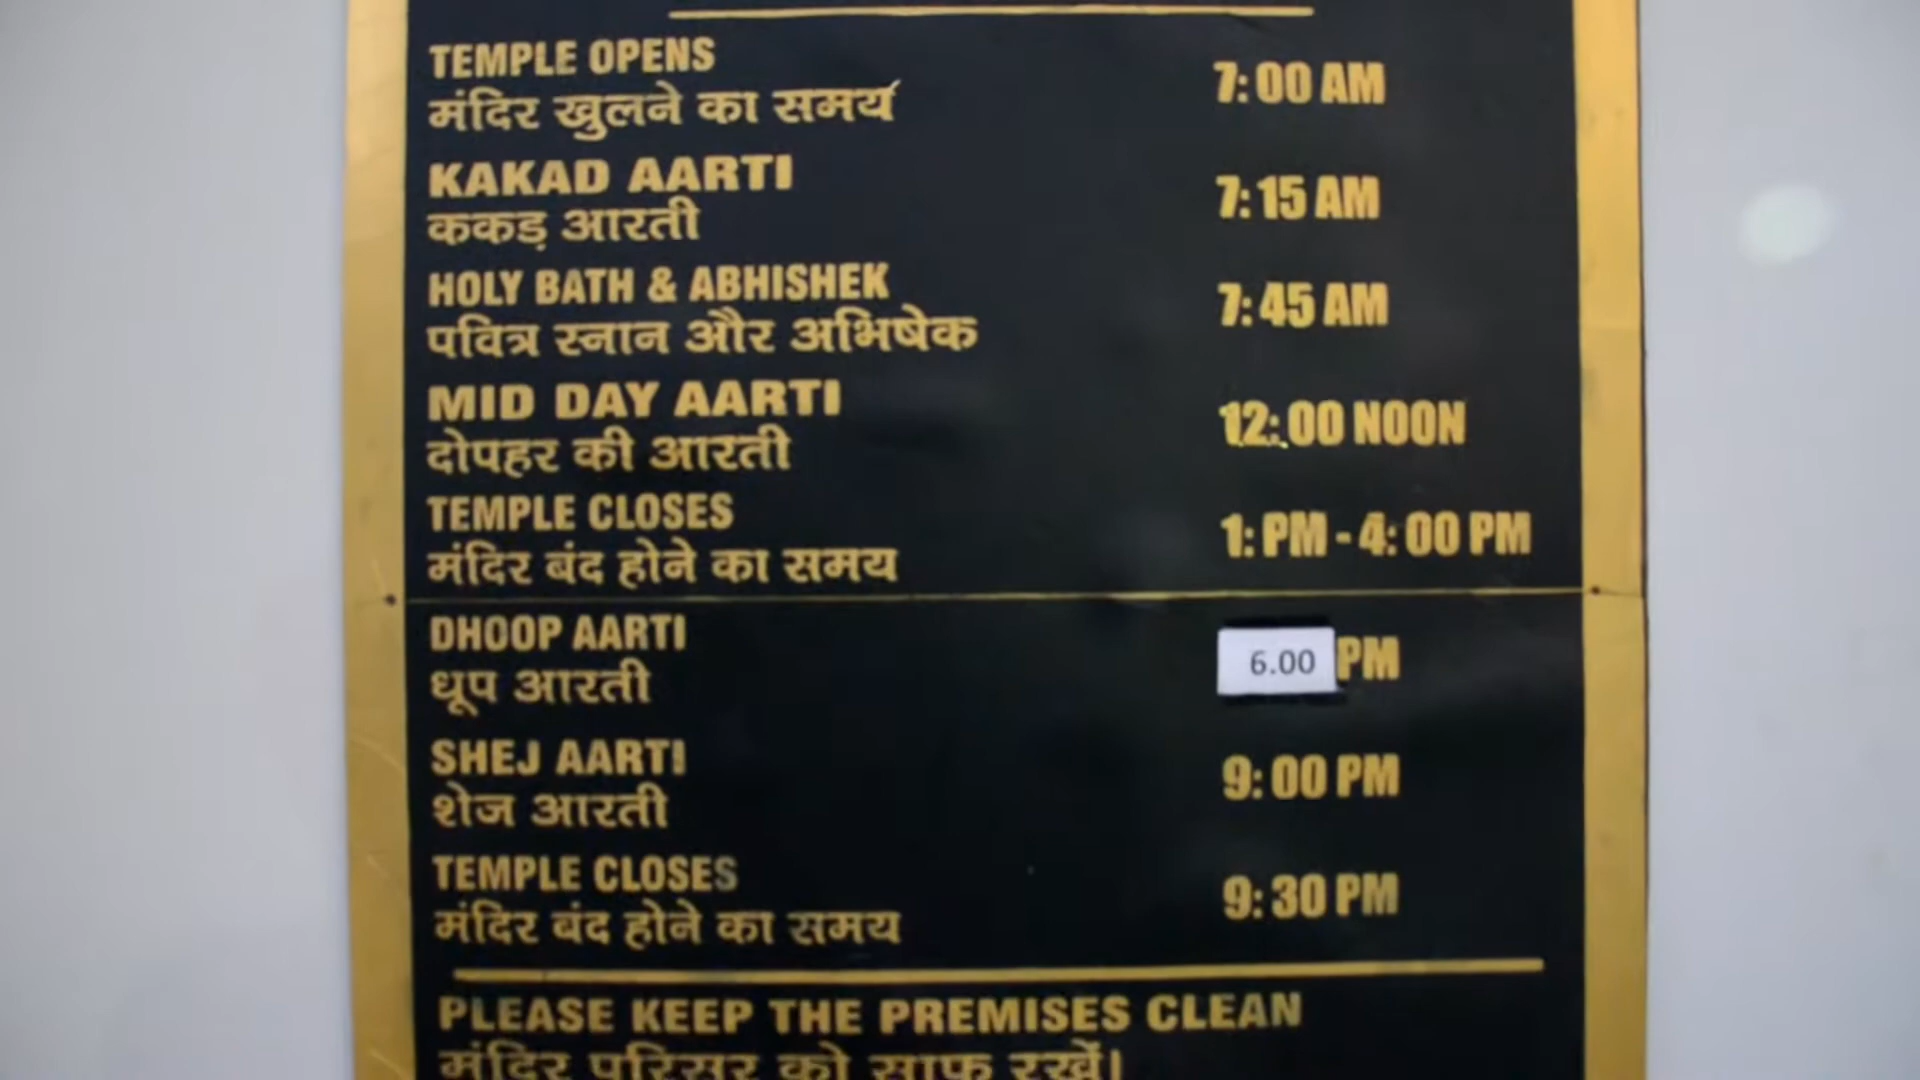 TEMPLE OPENS 7:00 AM
मंदिर खुलने का समय
KAKAD AARTI 7:15 AM
ककड़ आरती
HOLY BATH & ABHISHEK 7:45 AM
पवित्र स्नान और अभिषेक
MID DAY AARTI 12:00 NOON
दोपहर की आरती
TEMPLE CLOSES 1: PM - 4: 00 PM
मंदिर बंद होने का समय
DHOOP AARTI 6.00 PM
धूप आरती
SHEJ AARTI 9: 00 PM
शेज आरती
TEMPLE CLOSES 9: 30 PM
मंदिर बंद होने का समय
PLEASE KEEP THE PREMISES CLEAN
मंदिर परिसर को साफ रखें।